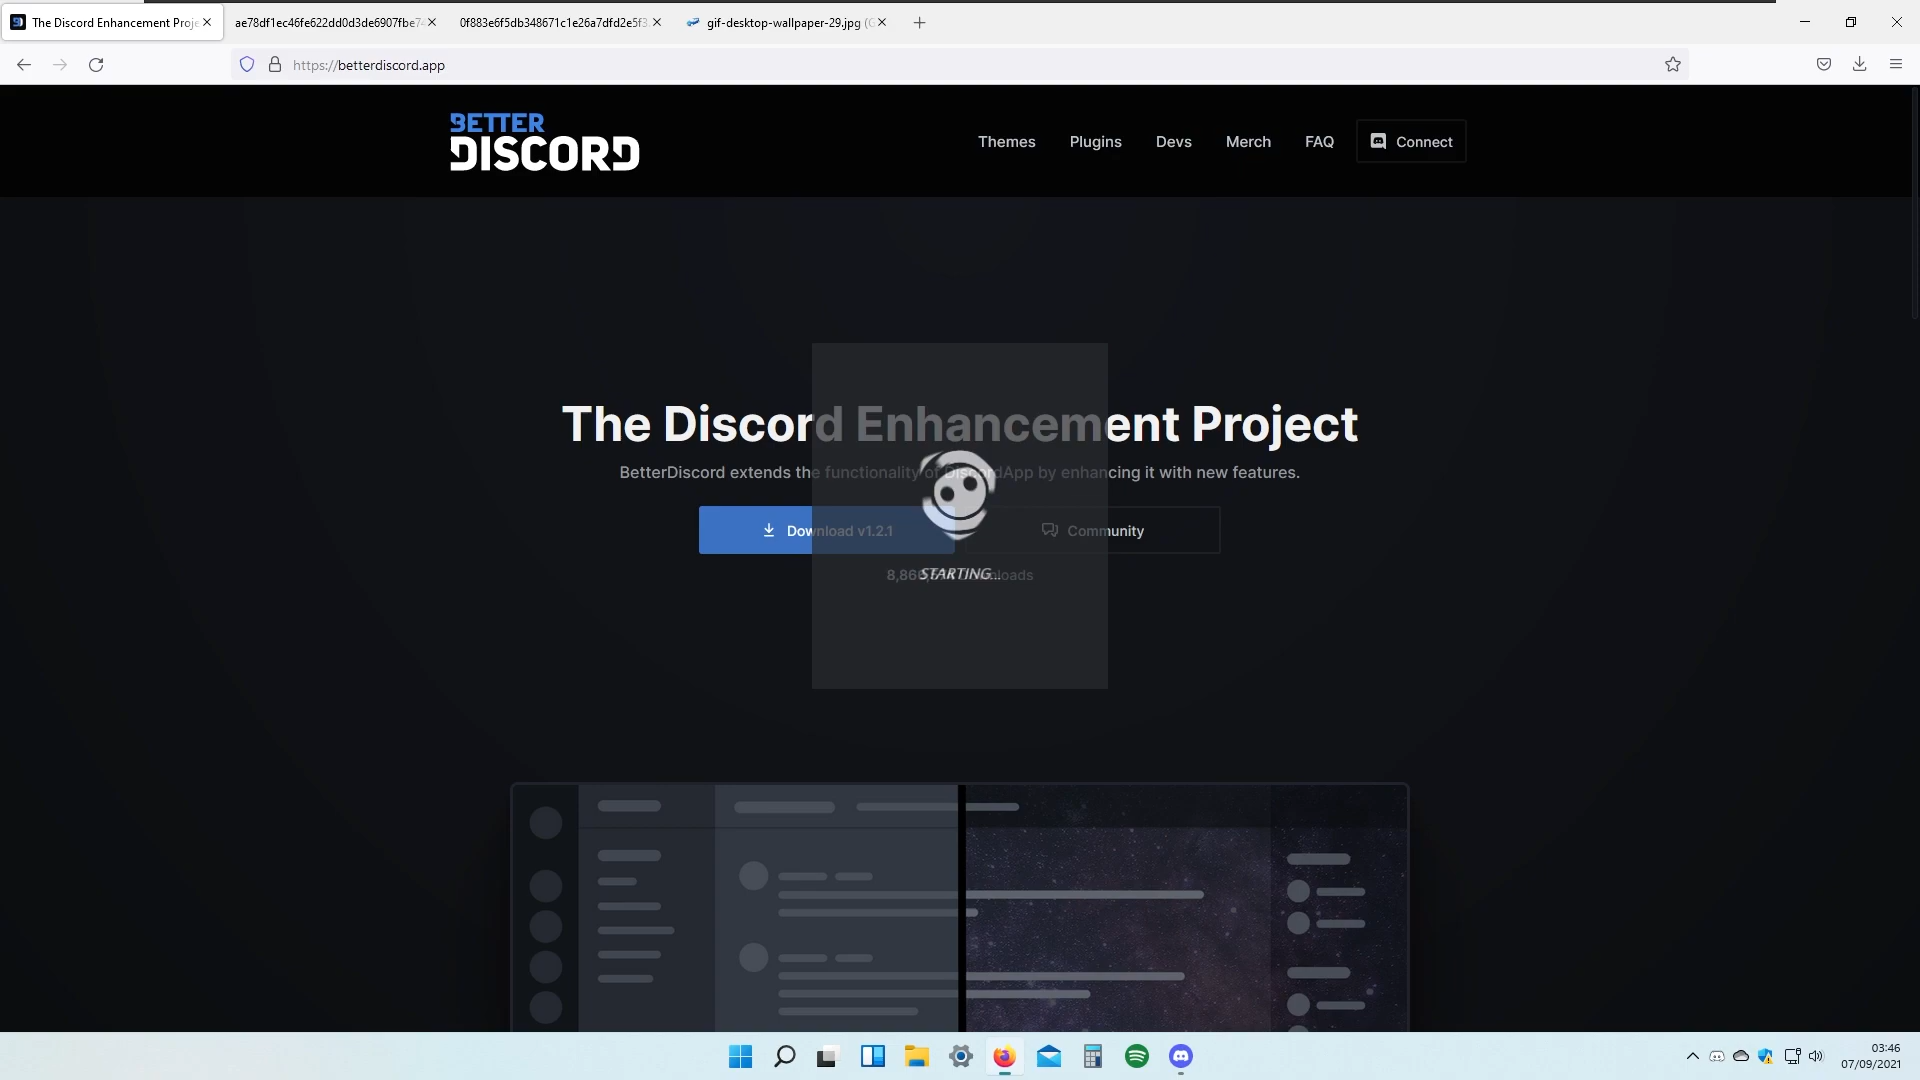 The Discord Enhancement Proje
ae78df1ec46fe622dd0d3de6907fbe74
0f883e6f5db348671c1e26a7dfd2e5f3
gif-desktop-wallpaper-29.jpg (G
https://betterdiscord.app
BETTER
DISCORD
Themes
Plugins
Devs
Merch
FAQ
Connect
The Discord Enhancement Project
BetterDiscord extends the functionality of DiscordApp by enhancing it with new features.
Download v1.2.1
Community
STARTING...
03:46
07/09/2021